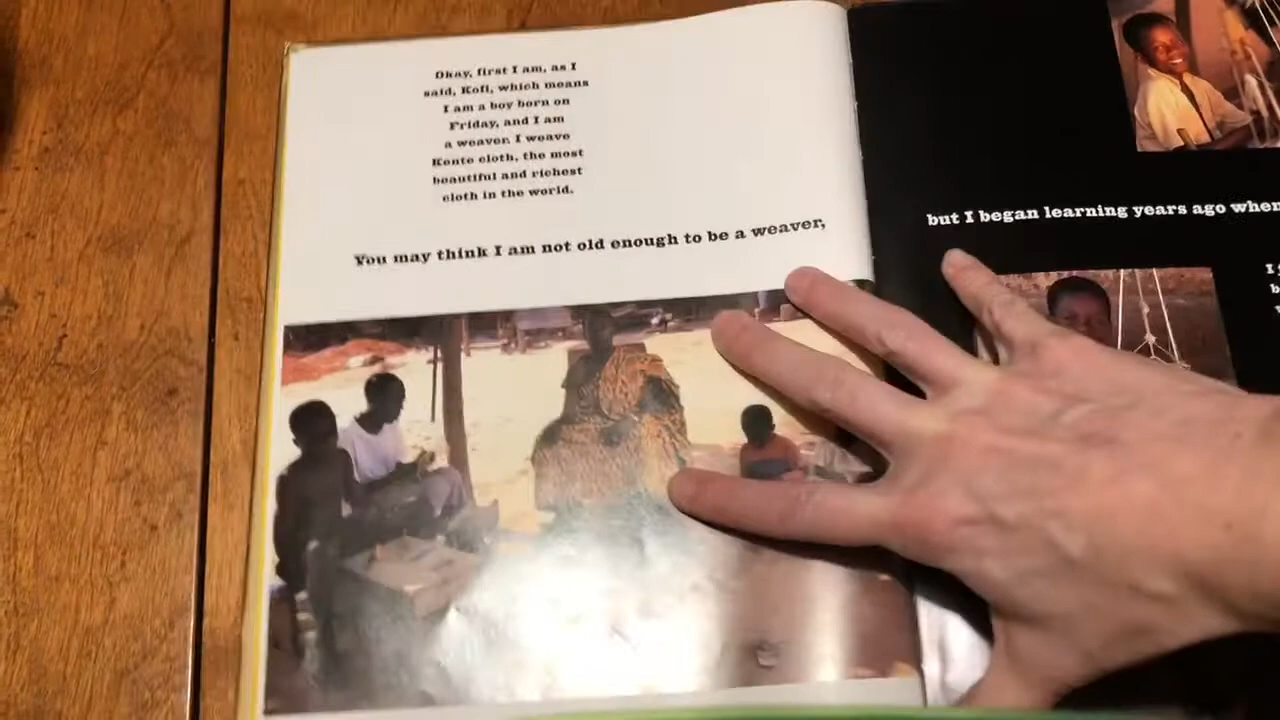 Okay, first I am, as I
said, Kofi, which means
I am a boy born on
Friday, and I am
a weaver. I weave
Kente cloth, the most
beautiful and richest
cloth in the world.
You may think I am not old enough to be a weaver,
but I began learning years ago when
I